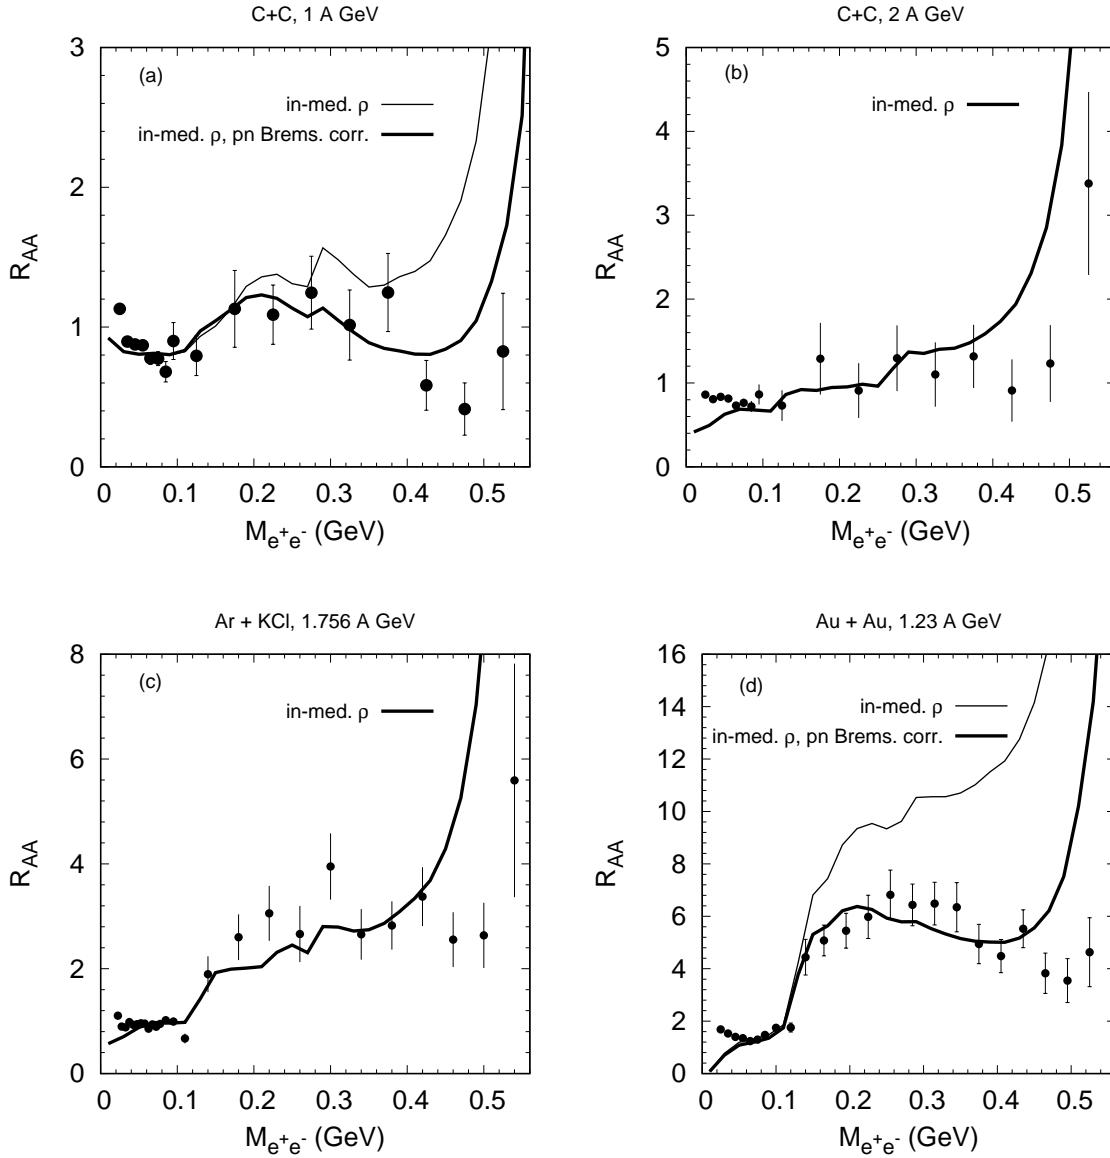 C+C, 1 A GeV
(a)
in-med. ρ
in-med. ρ, pn Brems. corr.
R_AA
3
2
1
0
0 0.1 0.2 0.3 0.4 0.5
M_e⁺e⁻ (GeV)
C+C, 2 A GeV
(b)
in-med. ρ
R_AA
5
4
3
2
1
0
0 0.1 0.2 0.3 0.4 0.5
M_e⁺e⁻ (GeV)
Ar + KCl, 1.756 A GeV
(c)
in-med. ρ
R_AA
8
6
4
2
0
0 0.1 0.2 0.3 0.4 0.5
M_e⁺e⁻ (GeV)
Au + Au, 1.23 A GeV
(d)
in-med. ρ
in-med. ρ, pn Brems. corr.
R_AA
16
14
12
10
8
6
4
2
0
0 0.1 0.2 0.3 0.4 0.5
M_e⁺e⁻ (GeV)